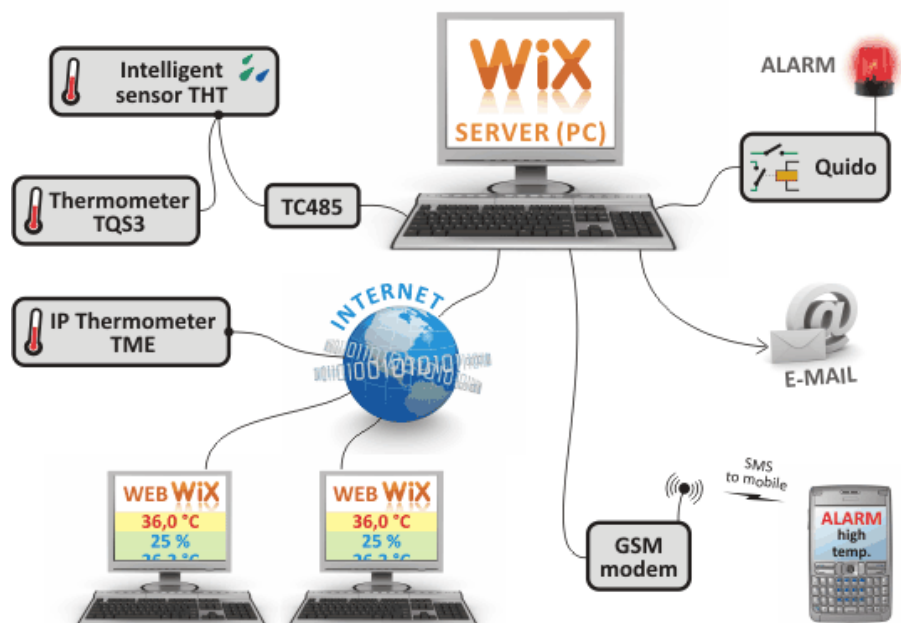 Intelligent
sensor THT
WiX
SERVER (PC)
ALARM
Quido
Thermometer
TQS3
TC485
INTERNET
IP Thermometer
TME
@
E-MAIL
WEB WiX
36,0 °C
25 %
WEB WiX
36,0 °C
25 %
SMS
to mobile
GSM
modem
ALARM
high
temp.